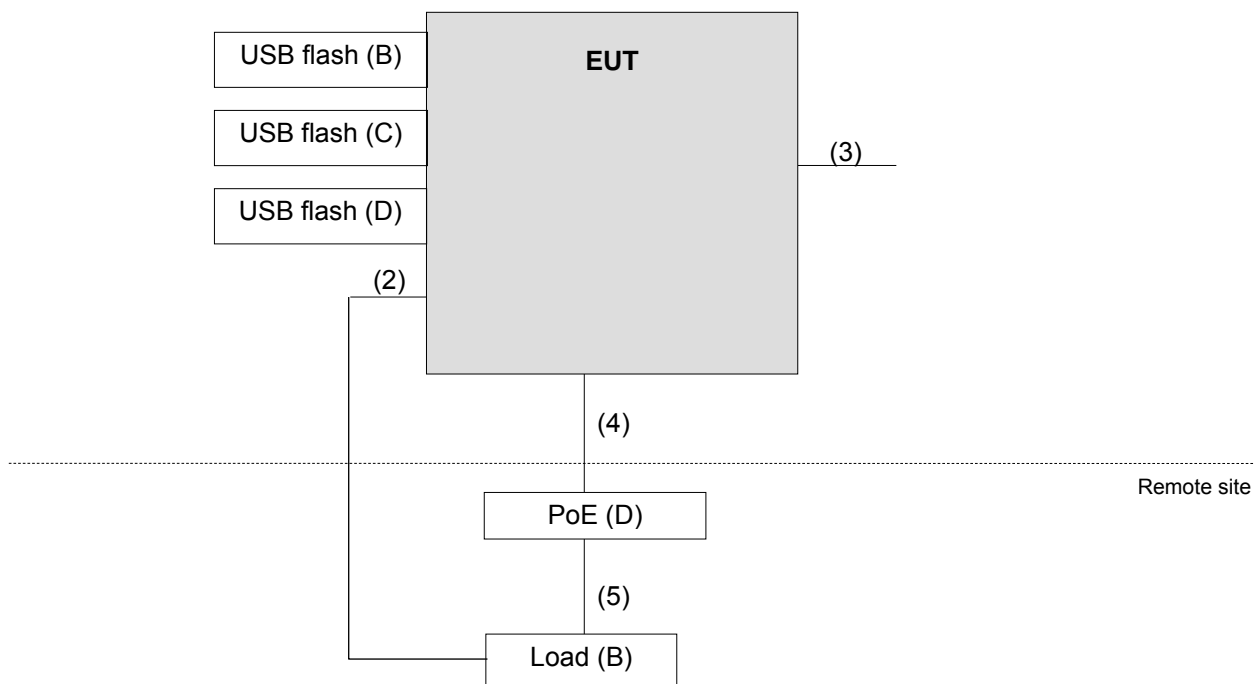 USB flash (B)
EUT
USB flash (C)
(3)
USB flash (D)
(2)
(4)
Remote site
PoE (D)
(5)
Load (B)